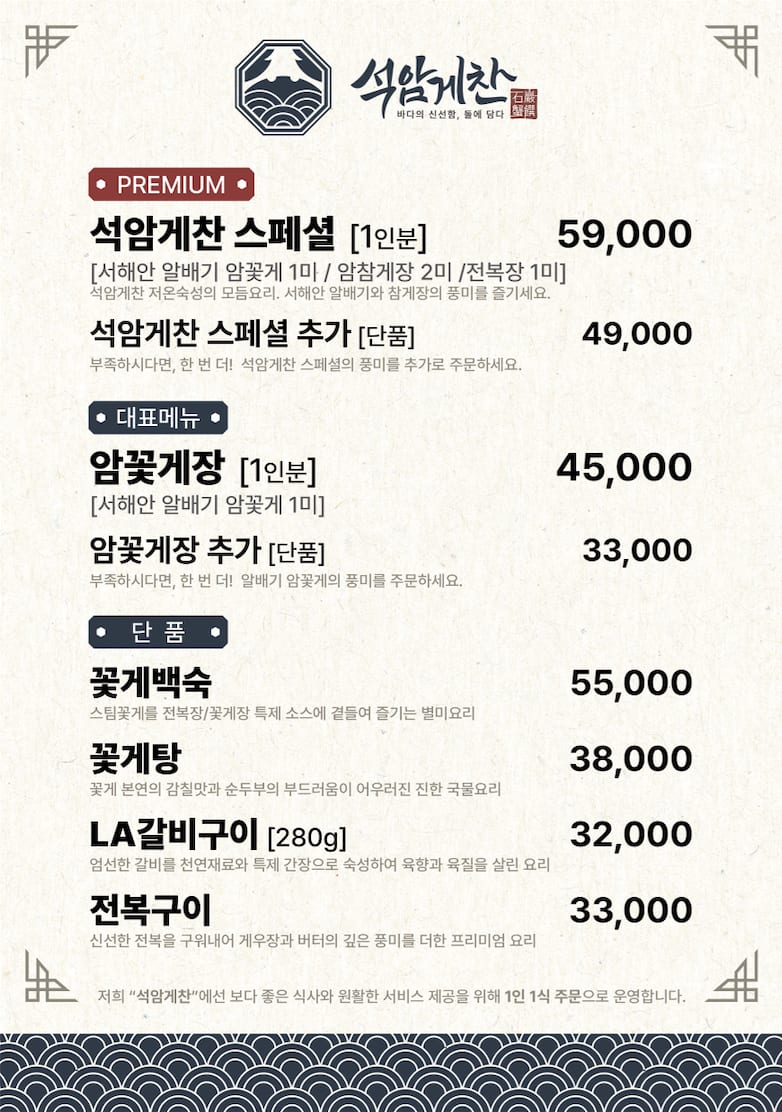 석암게찬
石巖
蟹饌
바다의 신선함, 돌에 담다
PREMIUM
석암게찬 스페셜 [1인분] 59,000
[서해안 알배기 암꽃게 1미 / 암참게장 2미 /전복장 1미]
석암게찬 저온숙성의 모듬요리. 서해안 알배기와 참게장의 풍미를 즐기세요.
석암게찬 스페셜 추가 [단품] 49,000
부족하시다면, 한 번 더! 석암게찬 스페셜의 풍미를 추가로 주문하세요.
대표메뉴
암꽃게장 [1인분] 45,000
[서해안 알배기 암꽃게 1미]
암꽃게장 추가 [단품] 33,000
부족하시다면, 한 번 더! 알배기 암꽃게의 풍미를 주문하세요.
단 품
꽃게백숙 55,000
스팀꽃게를 전복장/꽃게장 특제 소스에 곁들여 즐기는 별미요리
꽃게탕 38,000
꽃게 본연의 감칠맛과 순두부의 부드러움이 어우러진 진한 국물요리
LA갈비구이 [280g] 32,000
엄선한 갈비를 천연재료와 특제 간장으로 숙성하여 육향과 육질을 살린 요리
전복구이 33,000
신선한 전복을 구워내어 게우장과 버터의 깊은 풍미를 더한 프리미엄 요리
저희 “석암게찬”에선 보다 좋은 식사와 원활한 서비스 제공을 위해 1인 1식 주문으로 운영합니다.